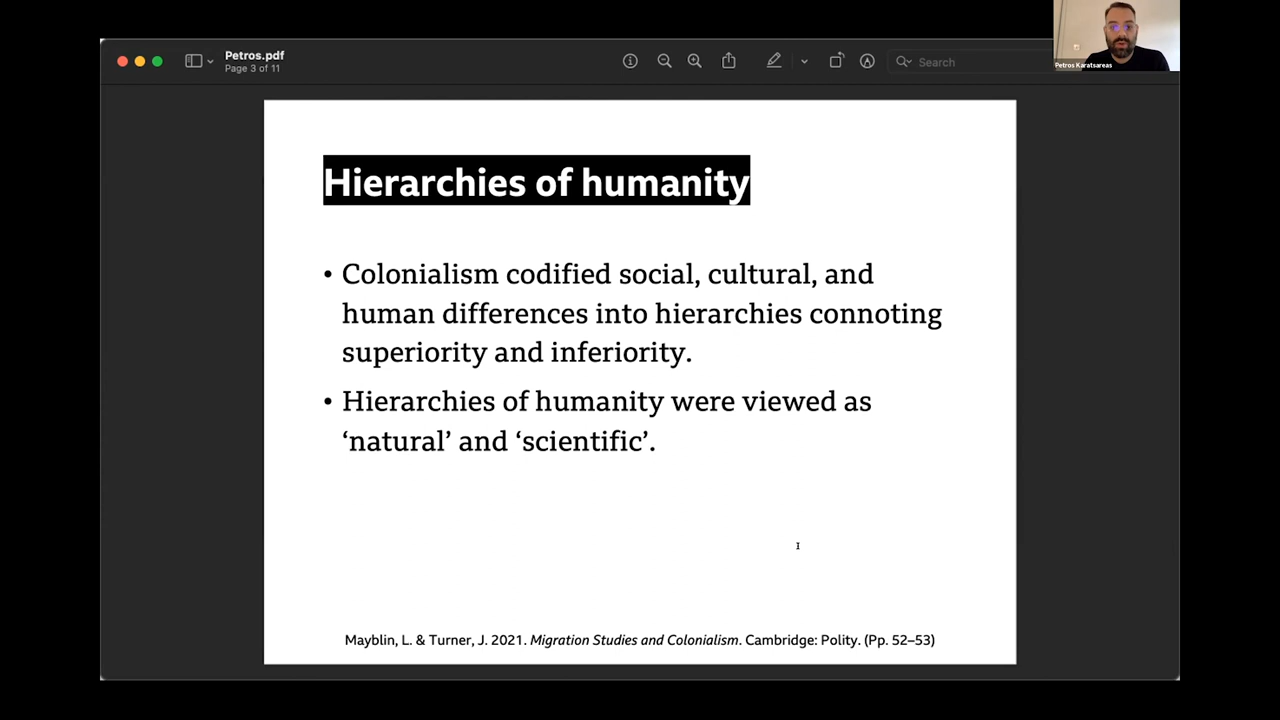 Petros.pdf
Page 3 of 11
Search
Petros Karatsareas
Hierarchies of humanity
• Colonialism codified social, cultural, and
human differences into hierarchies connoting
superiority and inferiority.
• Hierarchies of humanity were viewed as
‘natural’ and ‘scientific’.
Mayblin, L. & Turner, J. 2021. Migration Studies and Colonialism. Cambridge: Polity. (Pp. 52–53)